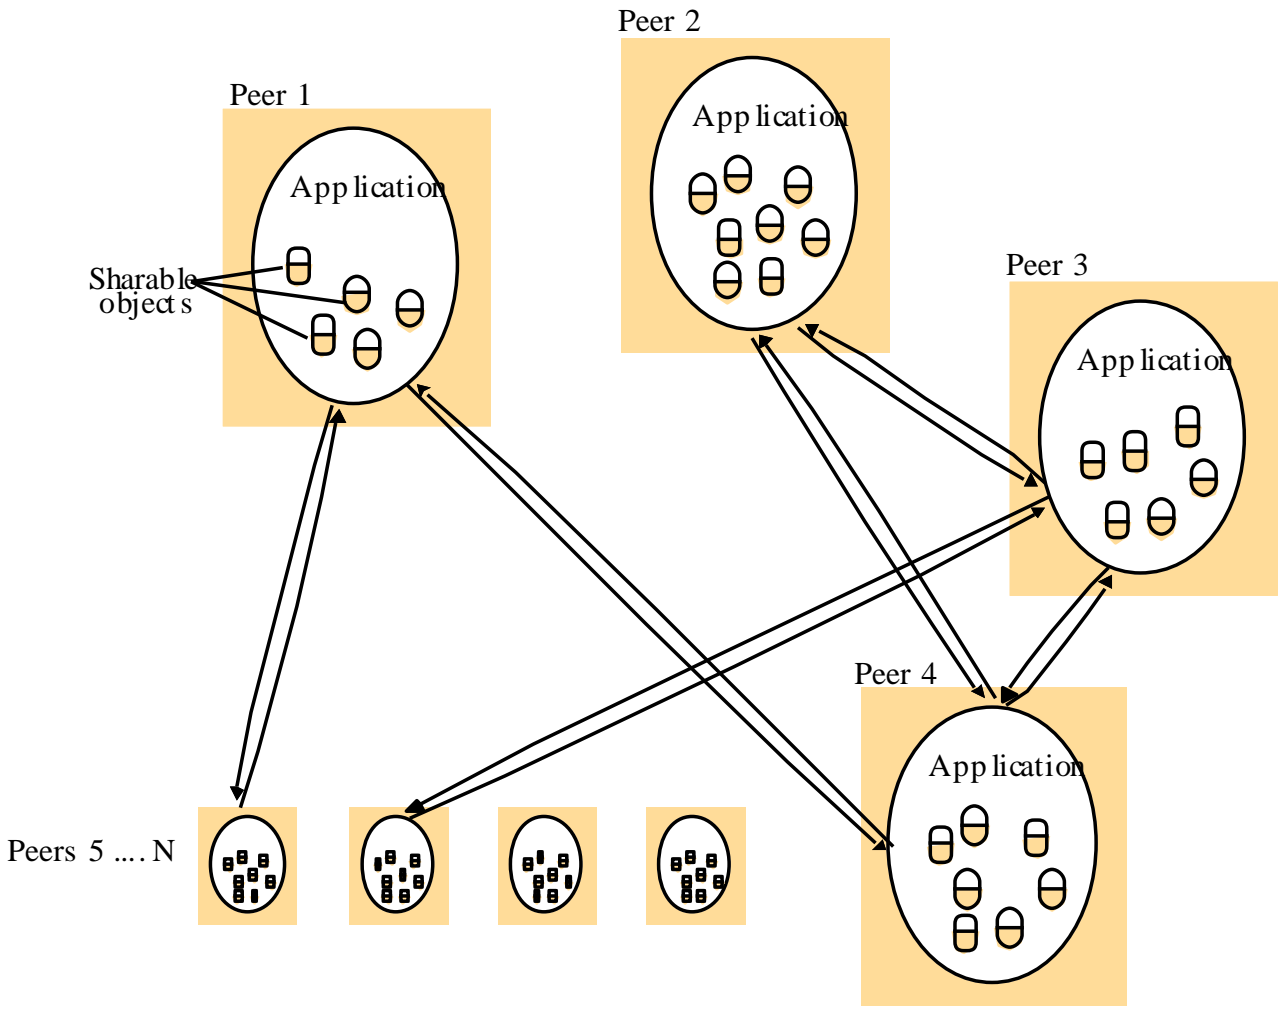 Peer 2
Peer 1
Application
Application
Peer 3
Sharable
objects
Application
Peer 4
Application
Peers 5 .... N